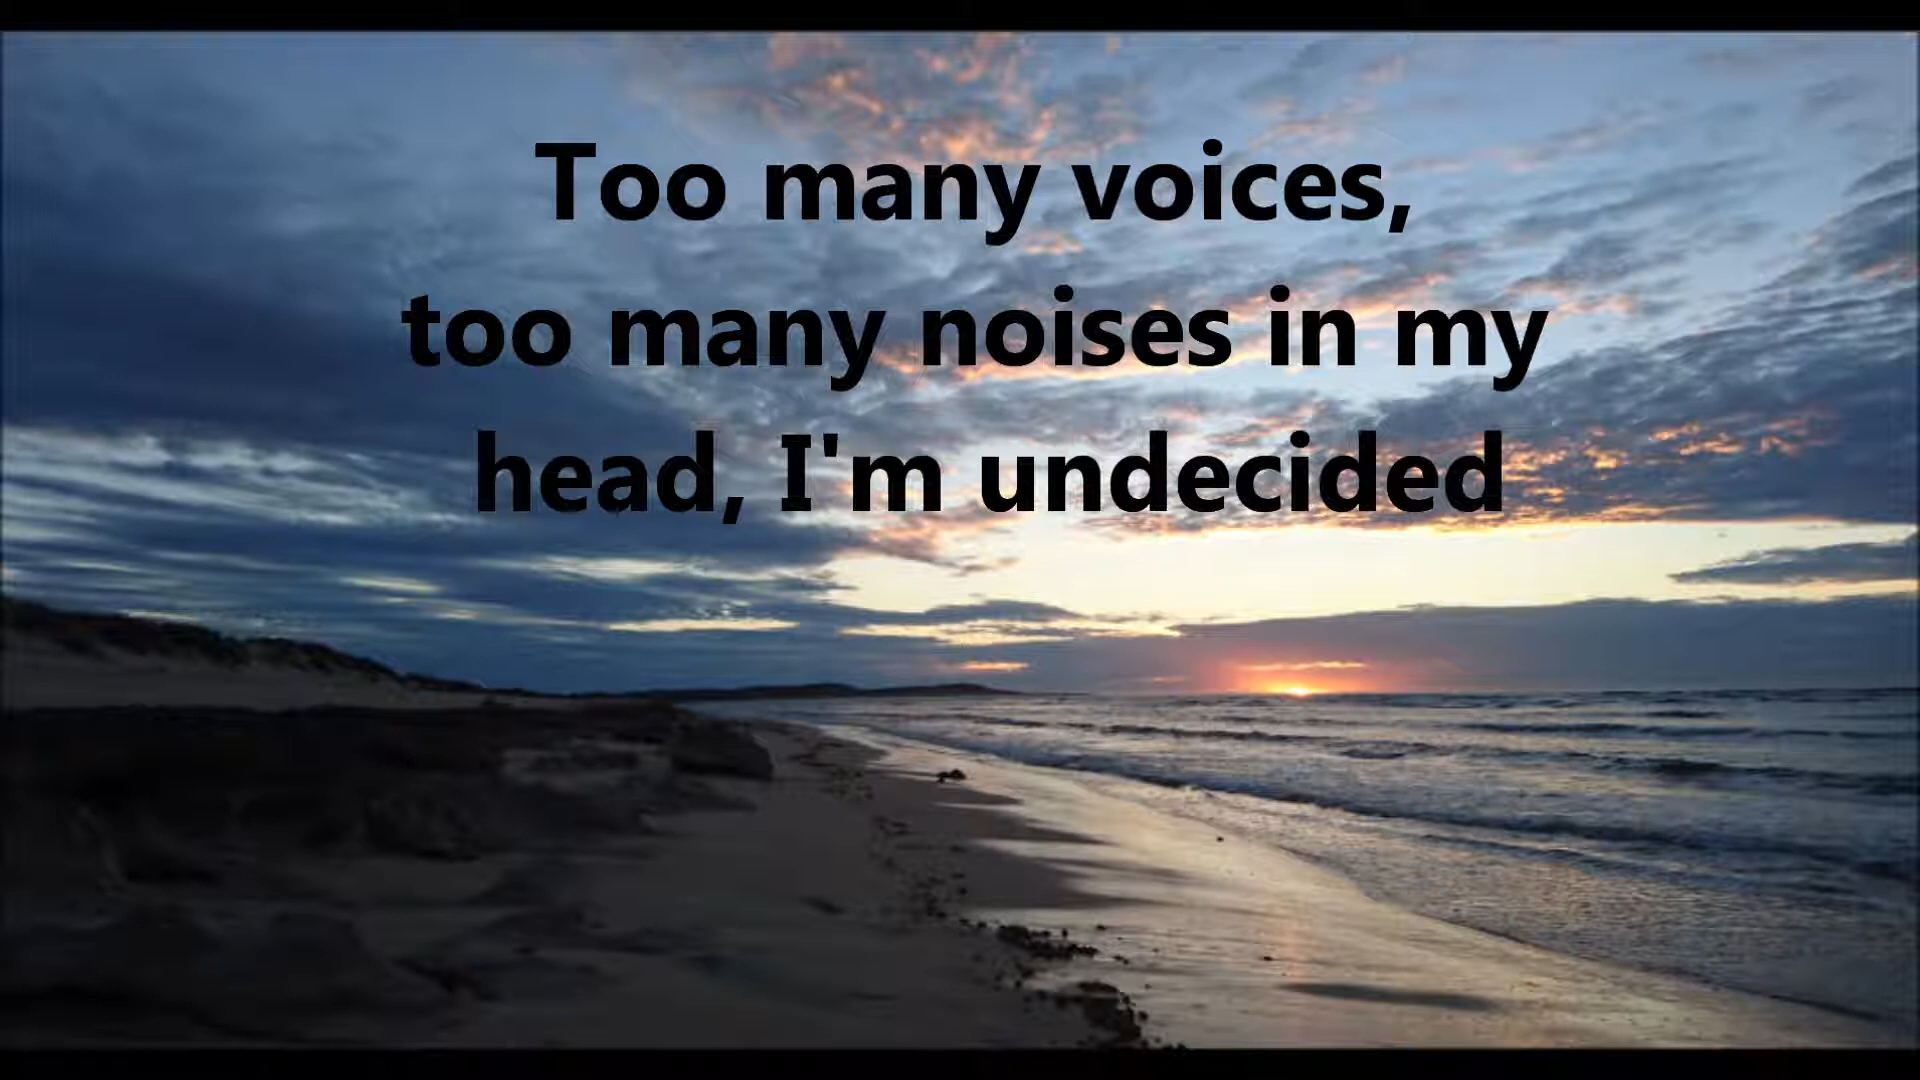 Too many voices,
too many noises in my
head, I'm undecided